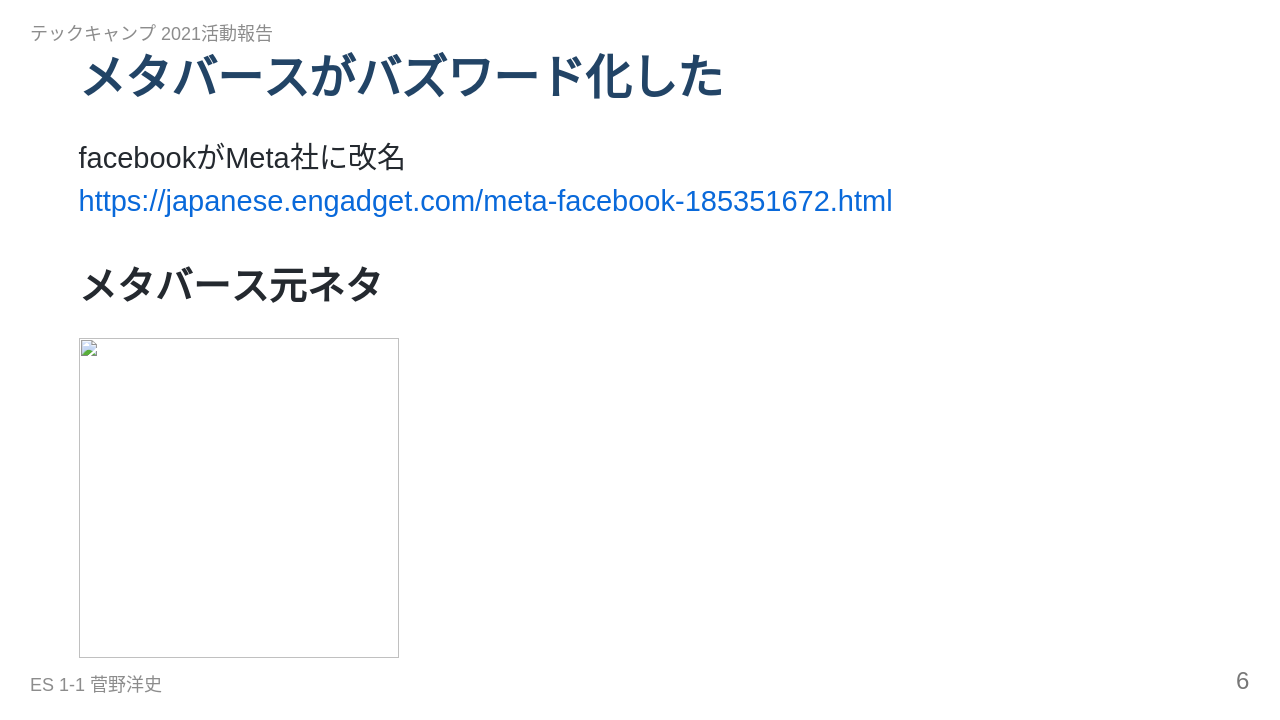 テックキャンプ 2021活動報告
メタバースがバズワード化した
facebookがMeta社に改名
https://japanese.engadget.com/meta-facebook-185351672.html
メタバース元ネタ
ES 1-1 菅野洋史
6